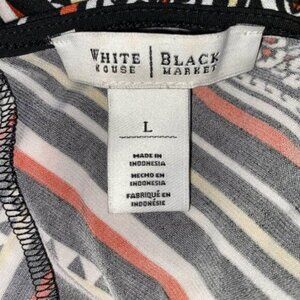 WHITE | BLACK
HOUSE | MARKET
L
MADE IN
INDONESIA
HECHO EN
INDONESIA
FABRIQUÉ EN
INDONÉSIE